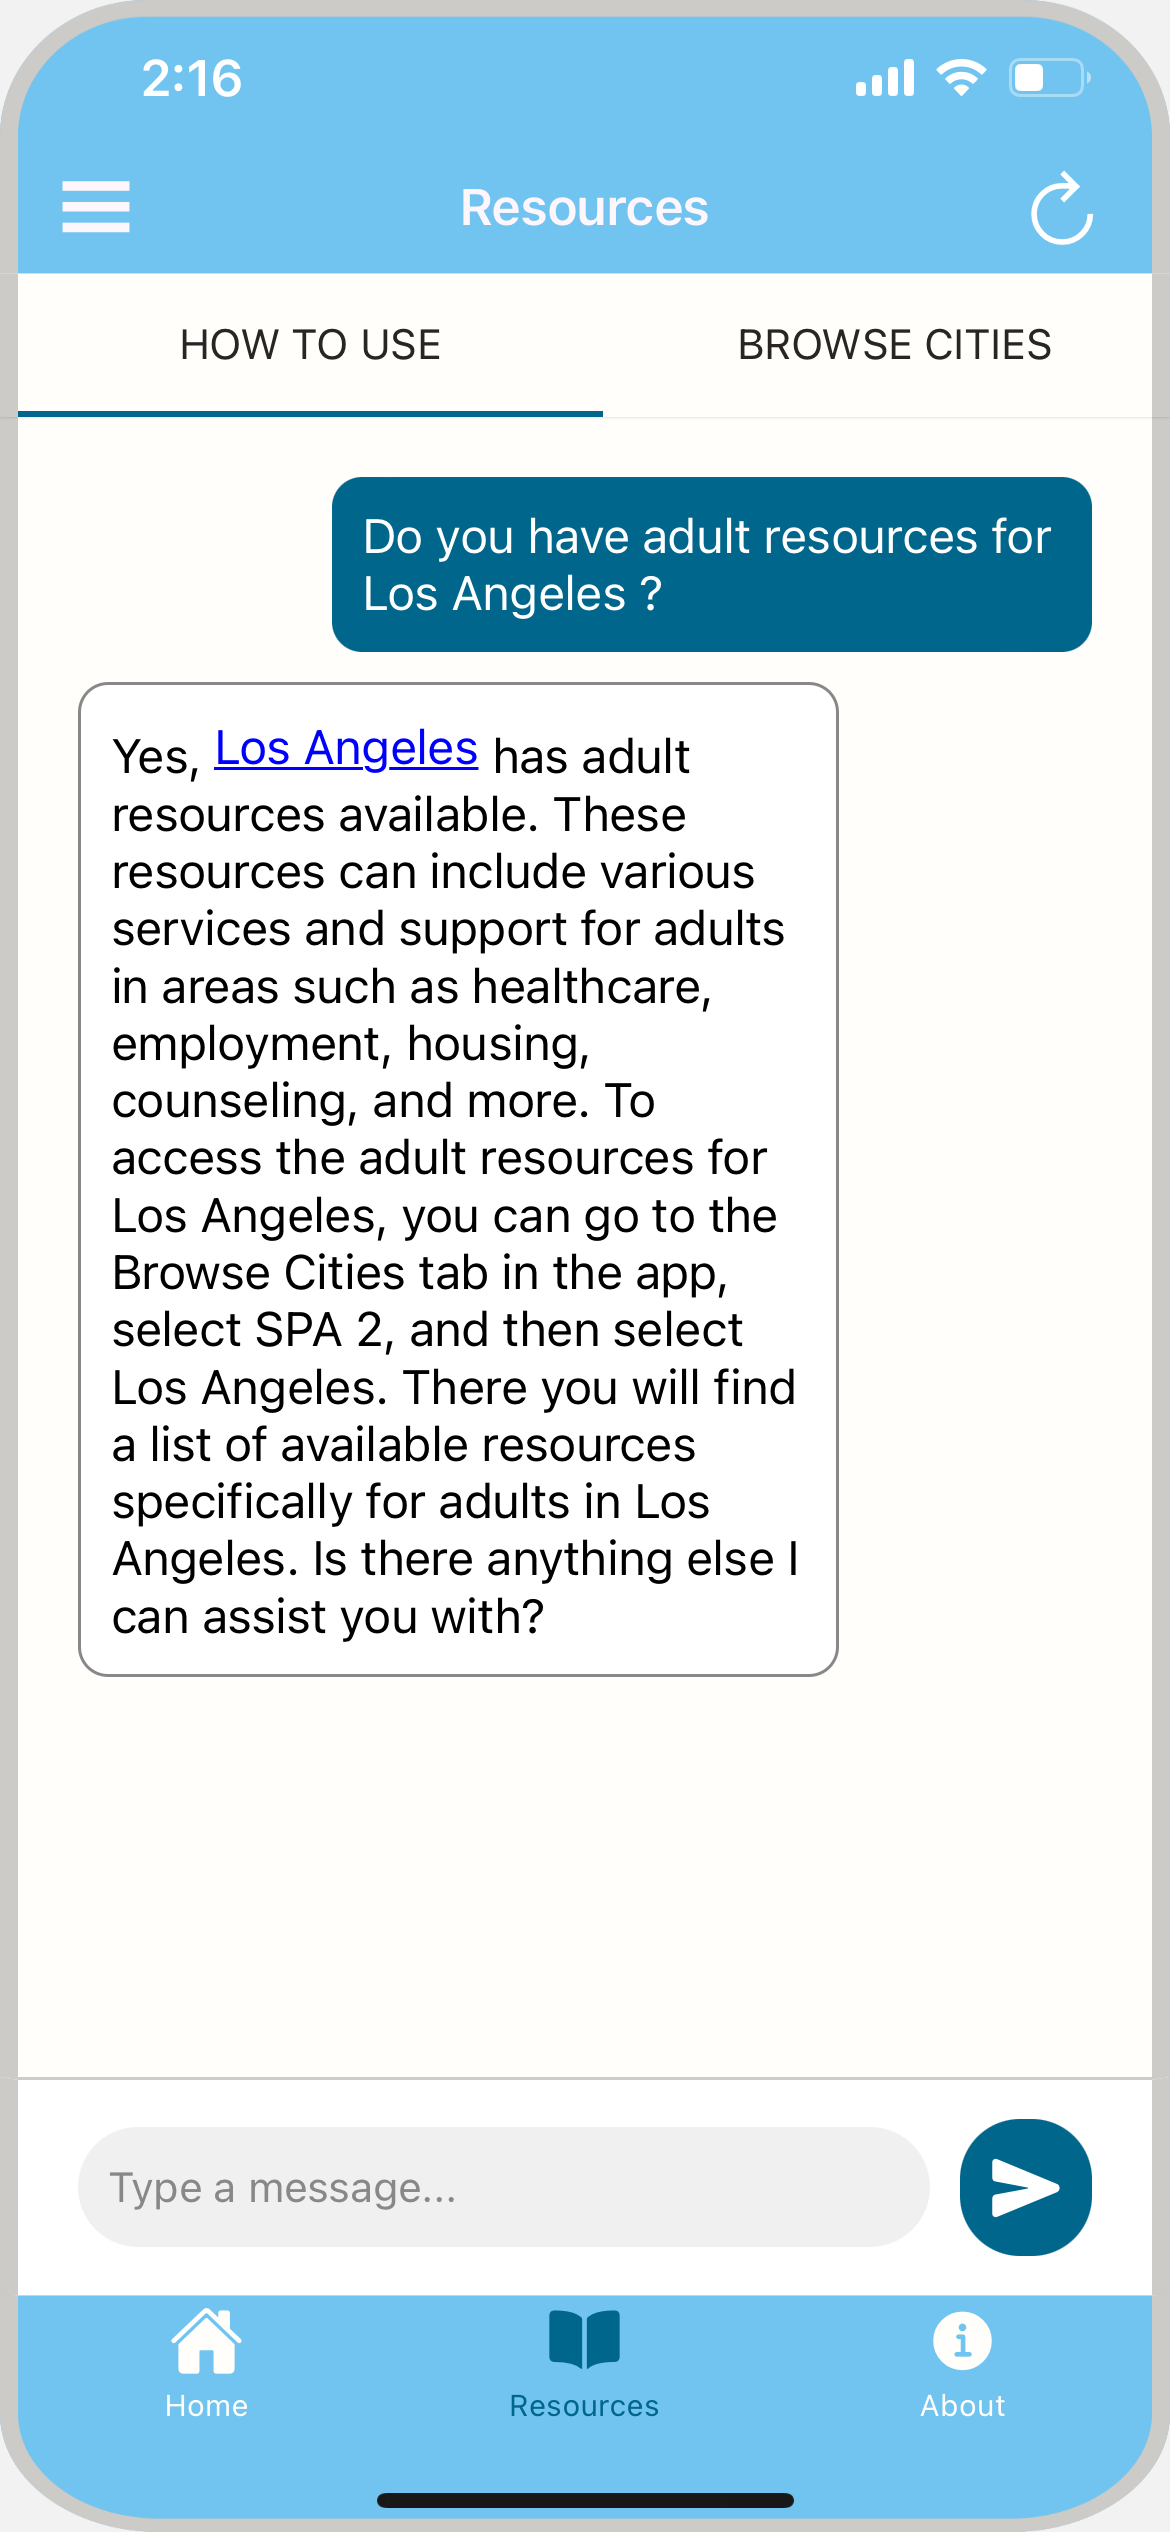 2:16
Resources
HOW TO USE
BROWSE CITIES
Do you have adult resources for
Los Angeles ?
Yes, Los Angeles has adult
resources available. These
resources can include various
services and support for adults
in areas such as healthcare,
employment, housing,
counseling, and more. To
access the adult resources for
Los Angeles, you can go to the
Browse Cities tab in the app,
select SPA 2, and then select
Los Angeles. There you will find
a list of available resources
specifically for adults in Los
Angeles. Is there anything else I
can assist you with?
Type a message...
Home
Resources
About